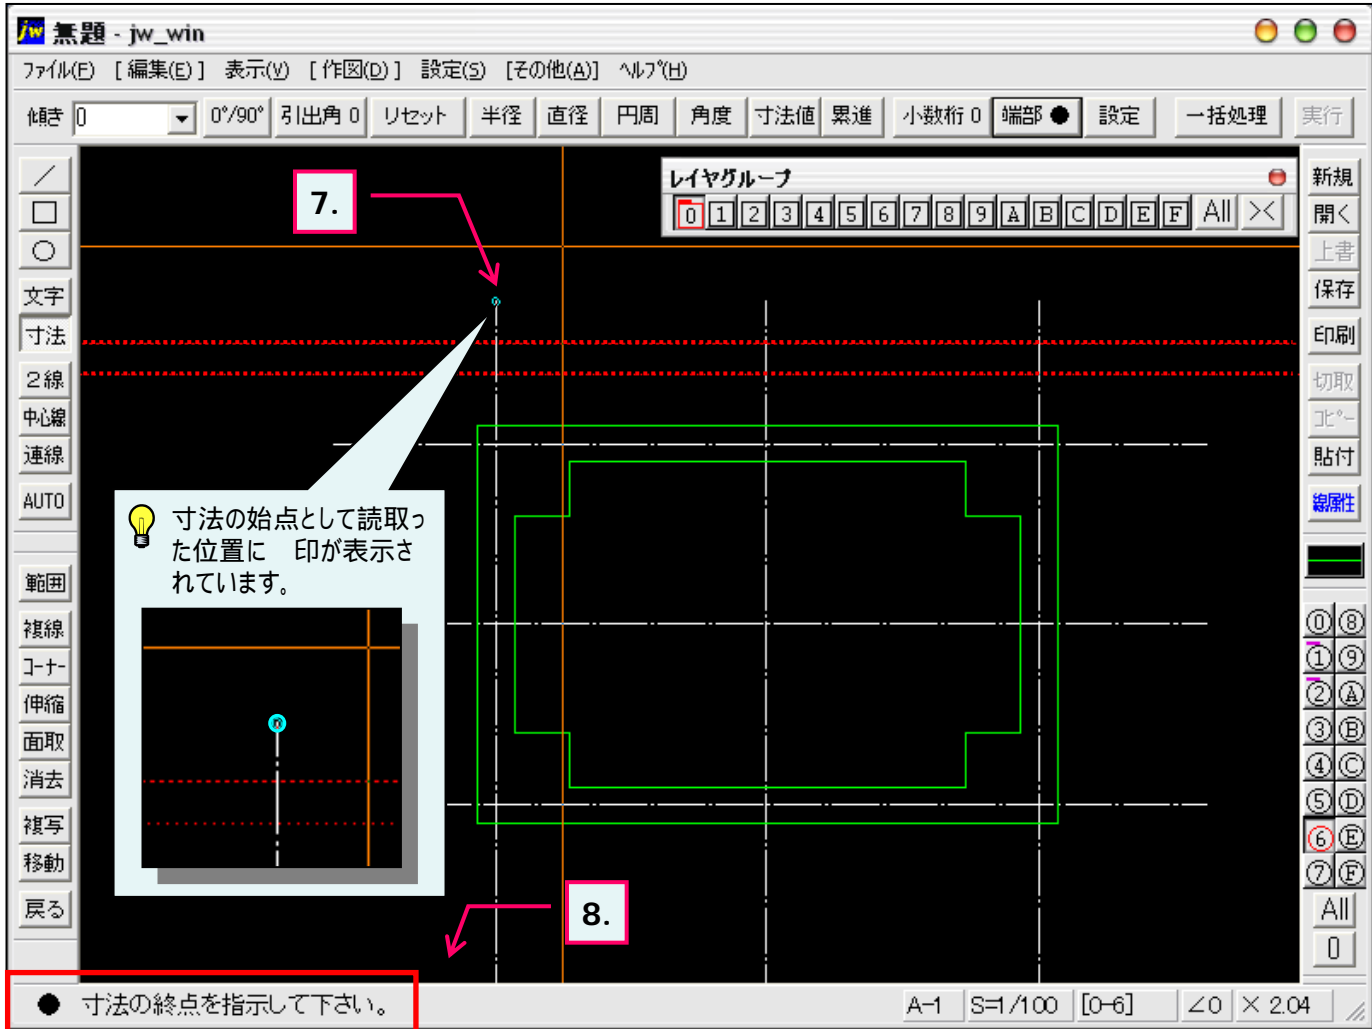 無題 - jw_win
ファイル(F) [ 編集(E) ] 表示(V) [ 作図(D) ] 設定(S) [その他(A)] ヘルプ(H)
傾き 0 0°/90° 引出角 0 リセット 半径 直径 円周 角度 寸法値 累進 小数桁 0 端部 ● 設定 一括処理 実行
レイヤグループ
0 1 2 3 4 5 6 7 8 9 A B C D E F All ×
／
□
○
文字
寸法
2線
中心線
連線
AUTO
範囲
複線
コーナー
伸縮
面取
消去
複写
移動
戻る
7.
寸法の始点として読取っ
た位置に 印が表示さ
れています。
8.
新規
開く
上書
保存
印刷
切取
コピー
貼付
線属性
0 8
1 9
2 A
3 B
4 C
5 D
6 E
7 F
All
0
● 寸法の終点を指示して下さい。
A-1 S=1/100 [0-6] ∠0 × 2.04